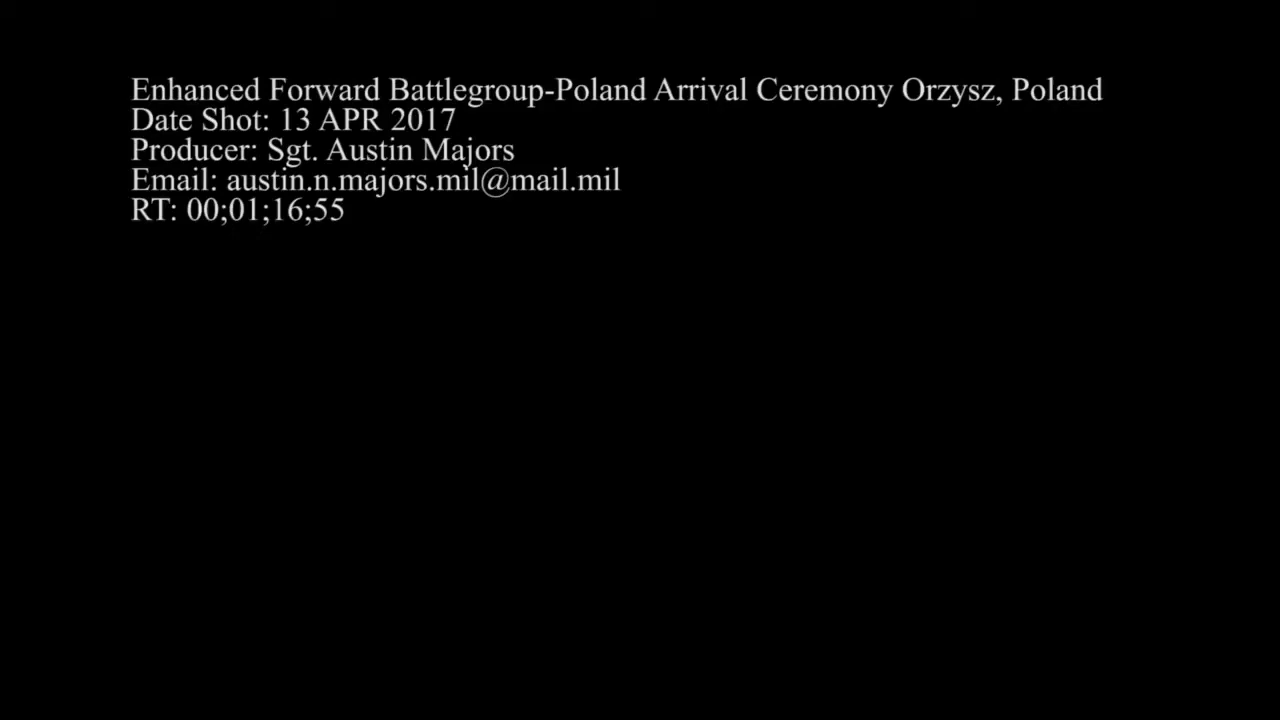 Enhanced Forward Battlegroup-Poland Arrival Ceremony Orzysz, Poland
Date Shot: 13 APR 2017
Producer: Sgt. Austin Majors
Email: austin.n.majors.mil@mail.mil
RT: 00;01;16;55